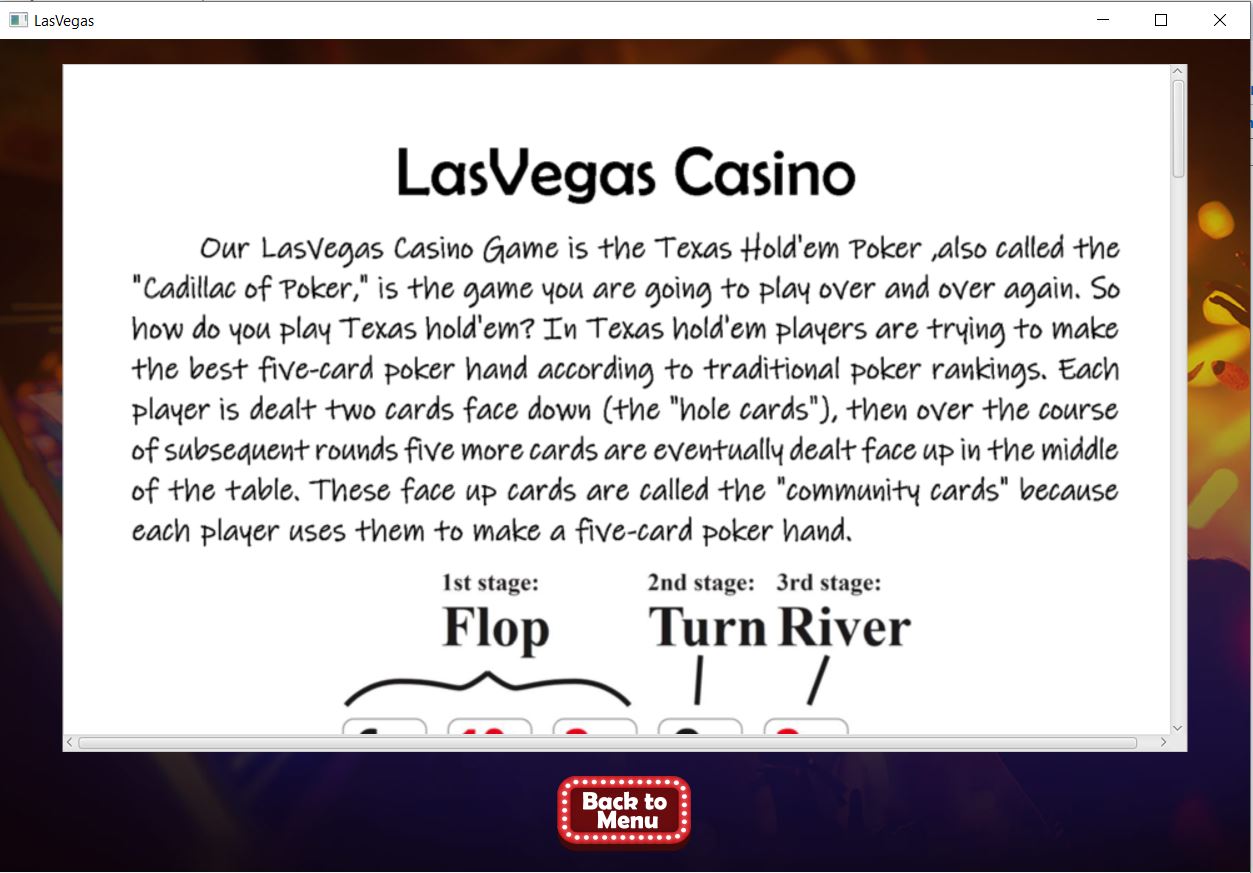 LasVegas
LasVegas Casino
Our LasVegas Casino Game is the Texas Hold'em Poker ,also called the
"Cadillac of Poker," is the game you are going to play over and over again. So
how do you play Texas hold'em? In Texas hold'em players are trying to make
the best five-card poker hand according to traditional poker rankings. Each
player is dealt two cards face down (the "hole cards"), then over the course
of subsequent rounds five more cards are eventually dealt face up in the middle
of the table. These face up cards are called the "community cards" because
each player uses them to make a five-card poker hand.
1st stage: 2nd stage: 3rd stage:
Flop Turn River
Back to
Menu